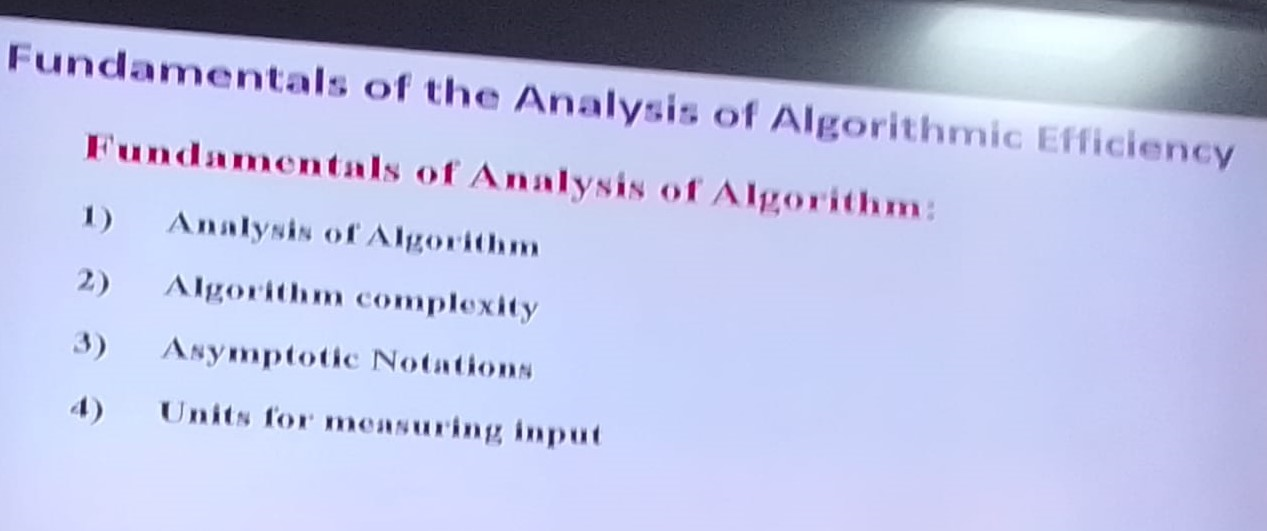 Fundamentals of the Analysis of Algorithmic Efficiency
Fundamentals of Analysis of Algorithm:
1) Analysis of Algorithm
2) Algorithm complexity
3) Asymptotic Notations
4) Units for measuring input